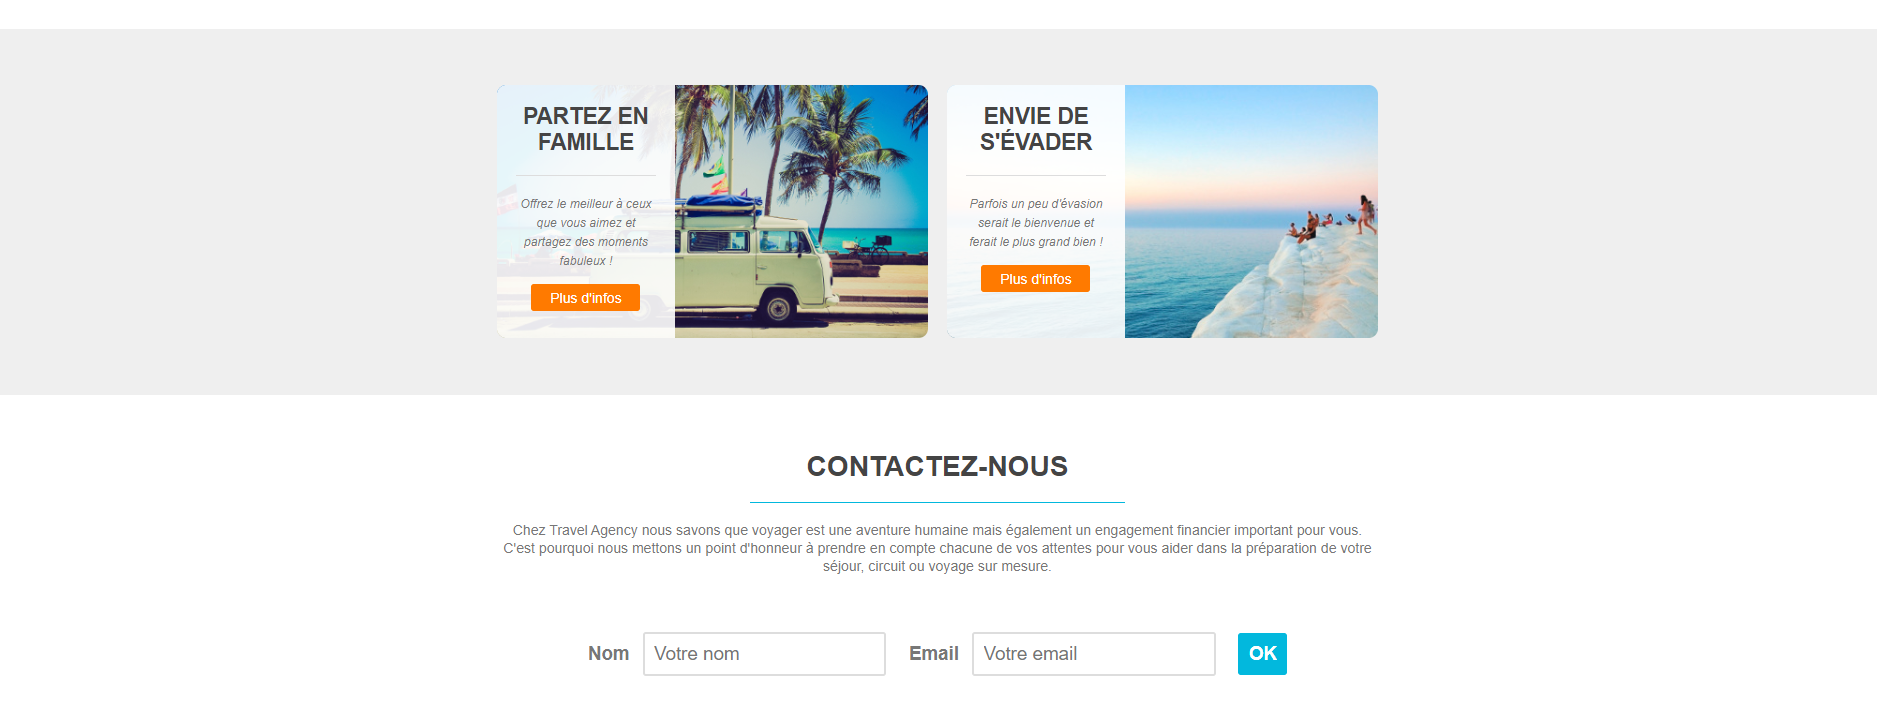 PARTEZ EN
FAMILLE
Offrez le meilleur à ceux
que vous aimez et
partagez des moments
fabuleux !
Plus d'infos
ENVIE DE
S'ÉVADER
Parfois un peu d'évasion
serait le bienvenue et
ferait le plus grand bien !
Plus d'infos
CONTACTEZ-NOUS
Chez Travel Agency nous savons que voyager est une aventure humaine mais également un engagement financier important pour vous.
C'est pourquoi nous mettons un point d'honneur à prendre en compte chacune de vos attentes pour vous aider dans la préparation de votre
séjour, circuit ou voyage sur mesure.
Nom Votre nom Email Votre email OK